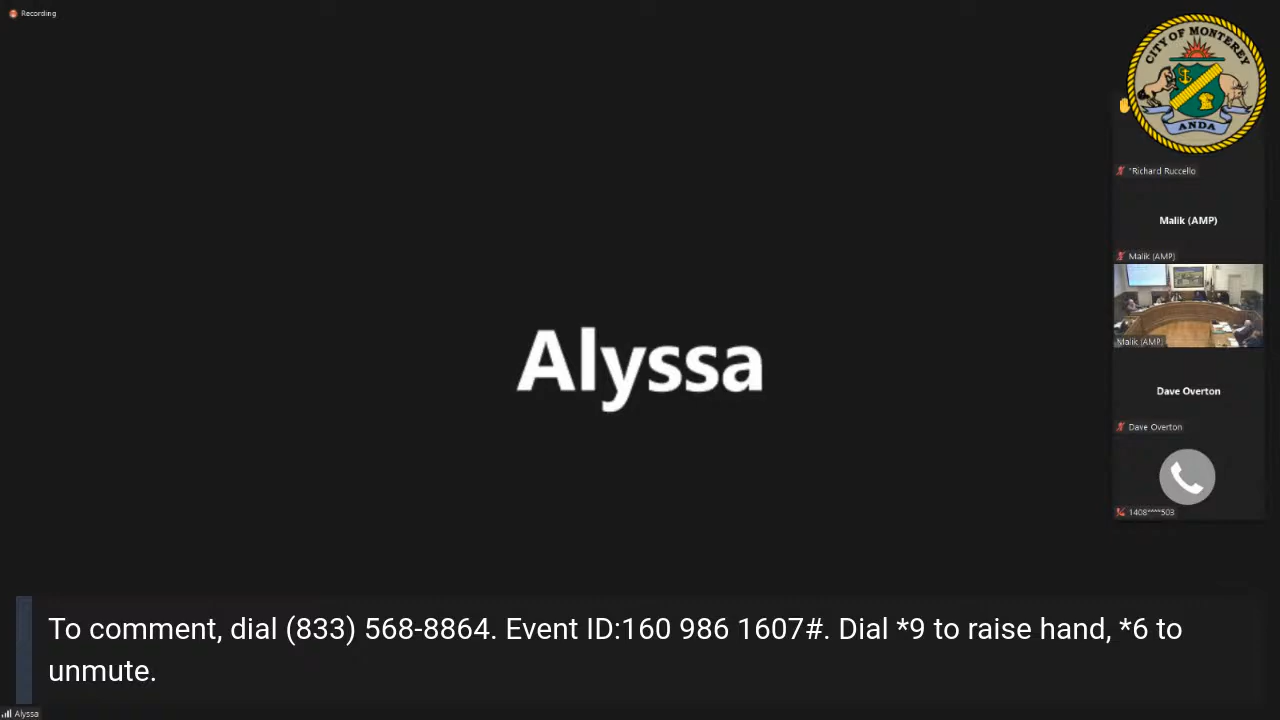 Recording
CITY OF MONTEREY
ANDA
"Richard Ruccello
Malik (AMP)
Malik (AMP)
Malik (AMP)
Dave Overton
Dave Overton
1408****503
Alyssa
To comment, dial (833) 568-8864. Event ID:160 986 1607#. Dial *9 to raise hand, *6 to
unmute.
Alyssa